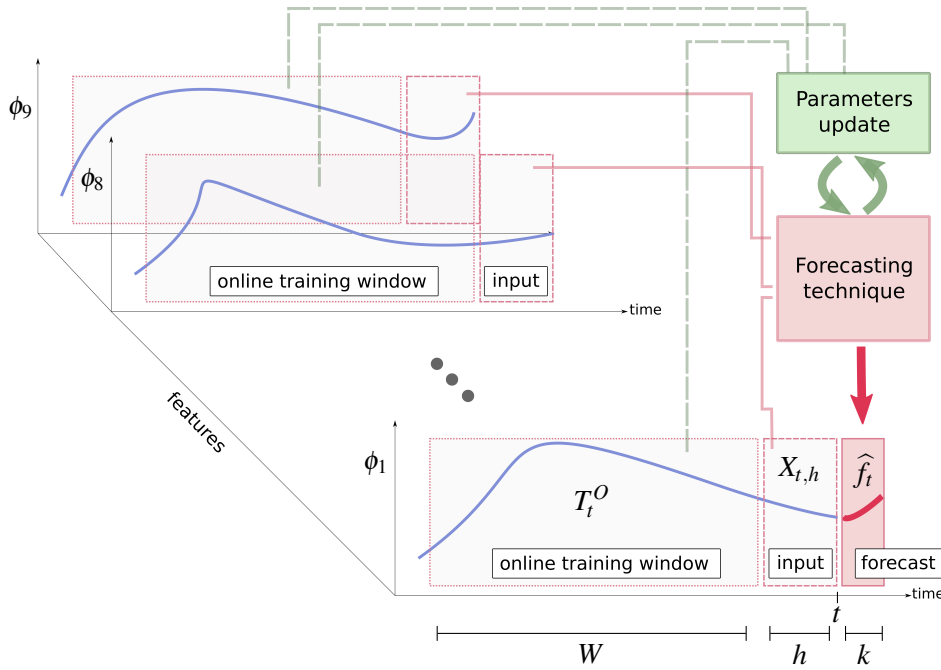 Parameters
update
ϕ9
ϕ8
online training window
input
Forecasting
technique
time
features
ϕ1
X_{t,h}
\widehat{f}_t
T_t^O
online training window
input
forecast
time
t
W
h
k